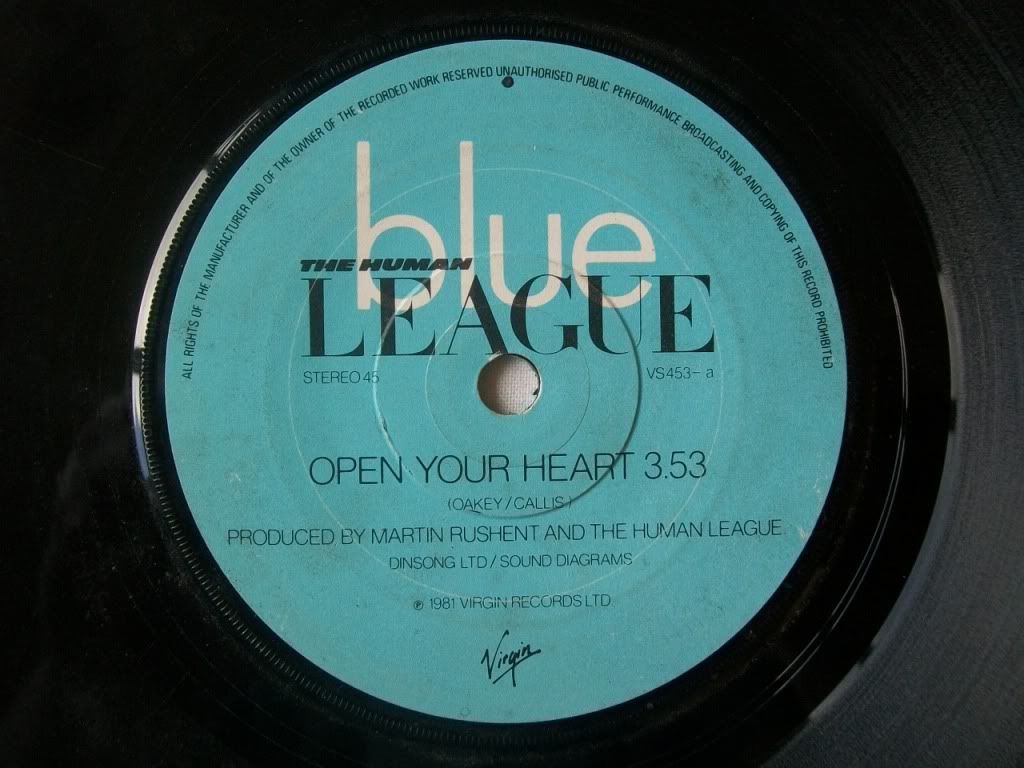 ALL RIGHTS OF THE MANUFACTURER AND OF THE OWNER OF THE RECORDED WORK RESERVED UNAUTHORISED PUBLIC PERFORMANCE BROADCASTING AND COPYING OF THIS RECORD PROHIBITED
blue
THE HUMAN
LEAGUE
STEREO 45 VS453-a
OPEN YOUR HEART 3.53
(OAKEY/CALLIS)
PRODUCED BY MARTIN RUSHENT AND THE HUMAN LEAGUE.
DINSONG LTD / SOUND DIAGRAMS
℗ 1981 VIRGIN RECORDS LTD
Virgin